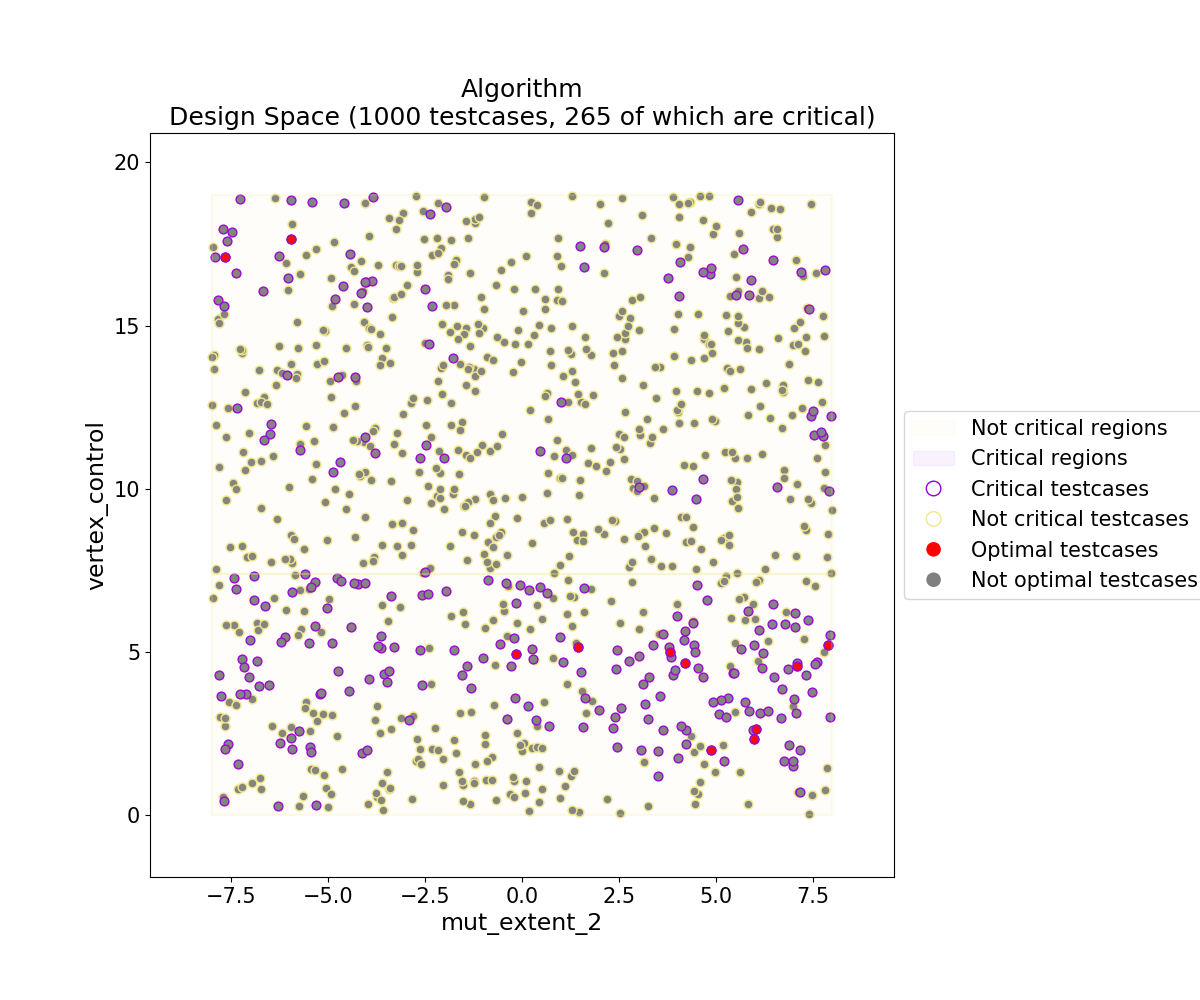 Algorithm
Design Space (1000 testcases, 265 of which are critical)
20
15
10
5
0
vertex_control
−7.5
−5.0
−2.5
0.0
2.5
5.0
7.5
mut_extent_2
Not critical regions
Critical regions
Critical testcases
Not critical testcases
Optimal testcases
Not optimal testcases